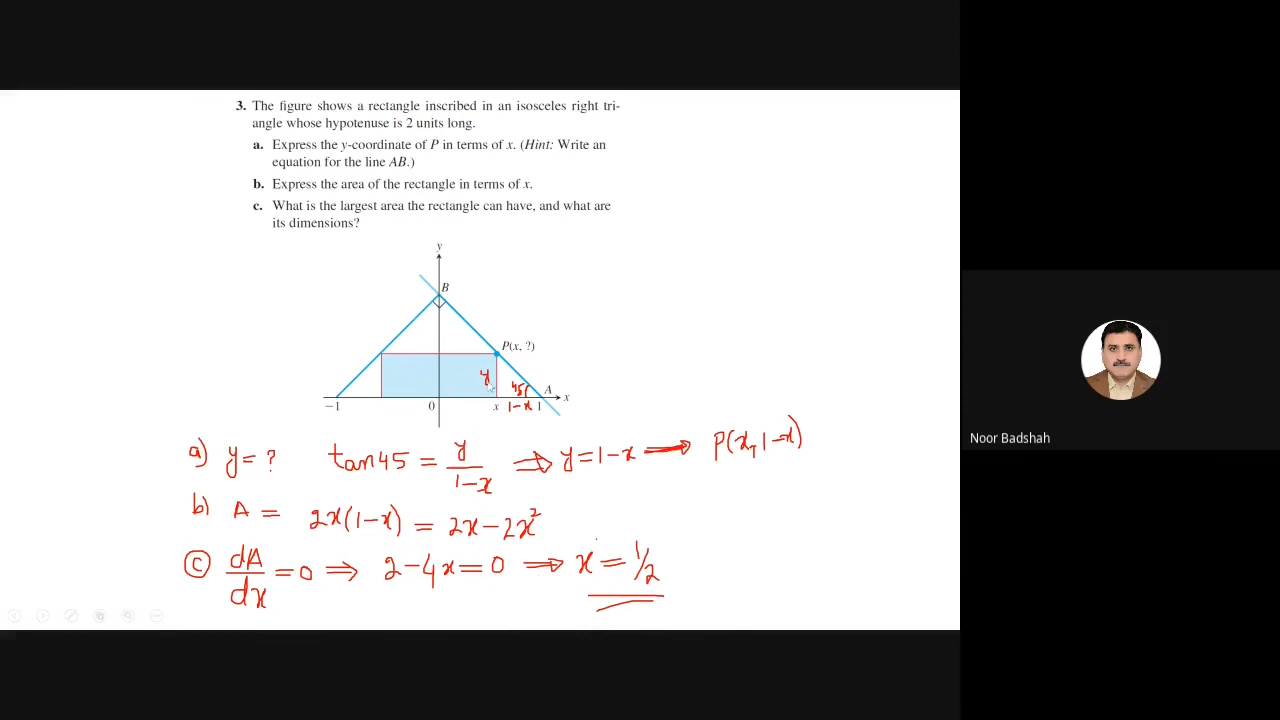 3. The figure shows a rectangle inscribed in an isosceles right tri-
angle whose hypotenuse is 2 units long.
a. Express the y-coordinate of P in terms of x. (Hint: Write an
equation for the line AB.)
b. Express the area of the rectangle in terms of x.
c. What is the largest area the rectangle can have, and what are
its dimensions?
y
B
P(x, ?)
y
45
A
−1
0
x
1−x
1
x
Noor Badshah
a) y = ? tan45 = y/(1−x) ⇒ y = 1−x → P(x, 1−x)
b) A = 2x(1−x) = 2x − 2x²
c dA/dx = 0 ⇒ 2 − 4x = 0 ⇒ x = 1/2